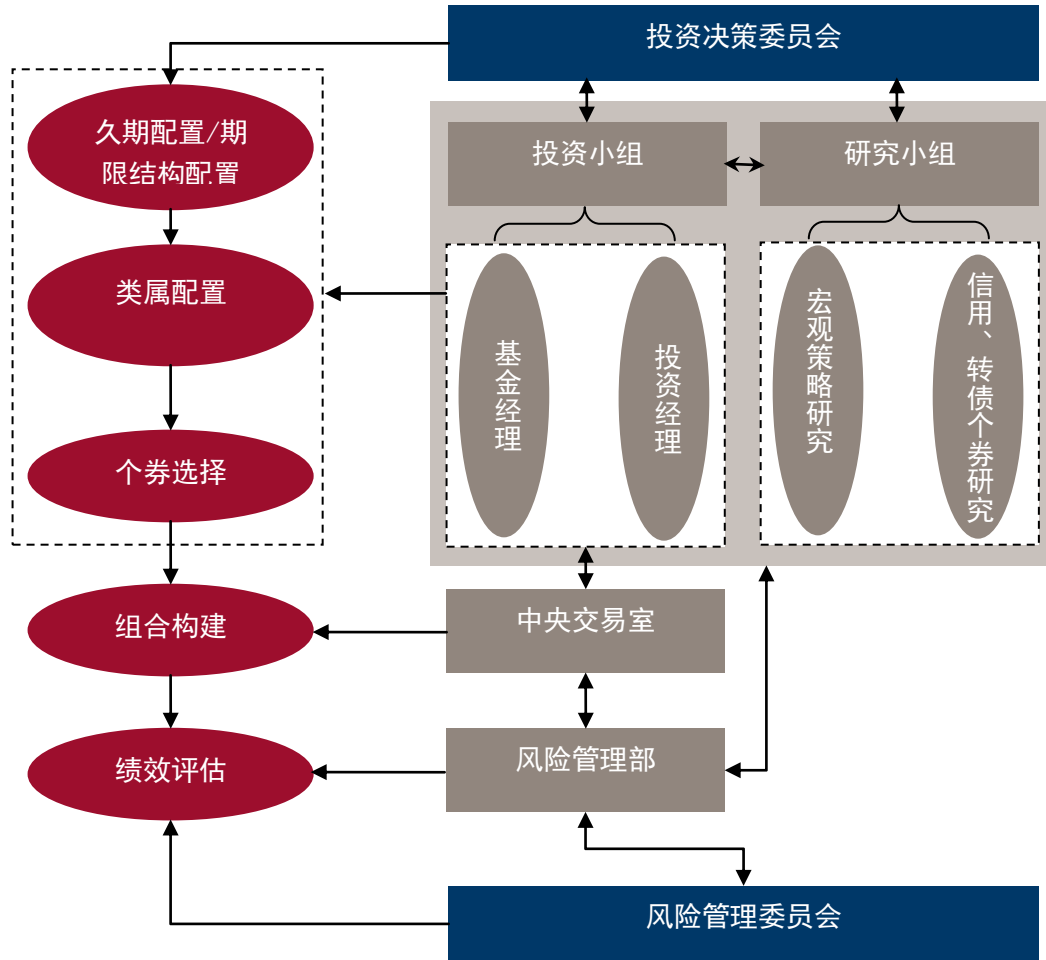 投资决策委员会
久期配置/期
限结构配置
投资小组
研究小组
类属配置
基金经理
投资经理
宏观策略研究
信用、转债个券研究
个券选择
组合构建
中央交易室
绩效评估
风险管理部
风险管理委员会